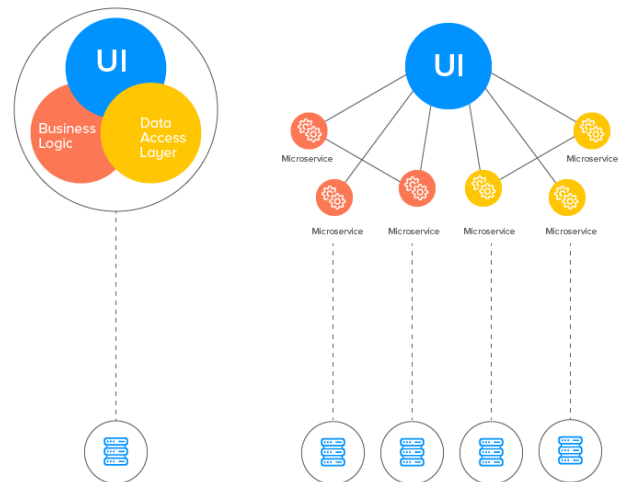 UI
Business
Logic
Data
Access
Layer
UI
Microservice
Microservice
Microservice
Microservice
Microservice
Microservice